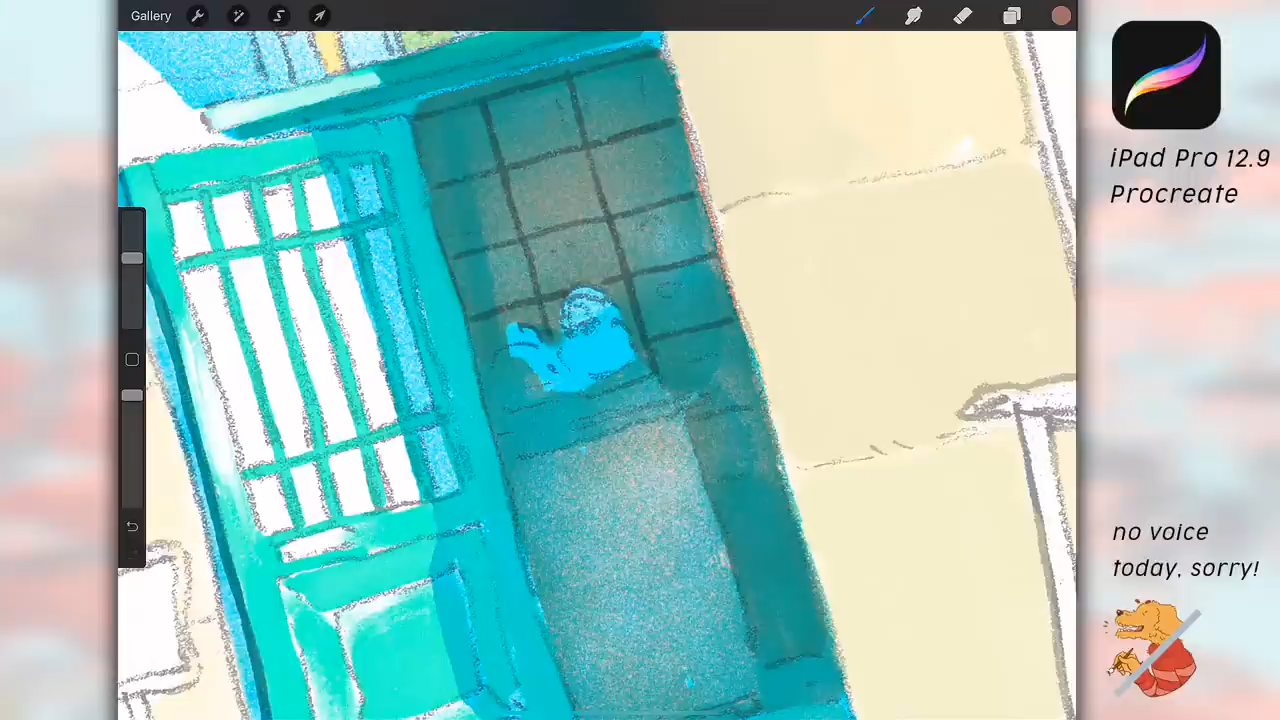 Gallery
iPad Pro 12.9
Procreate
no voice
today, sorry!